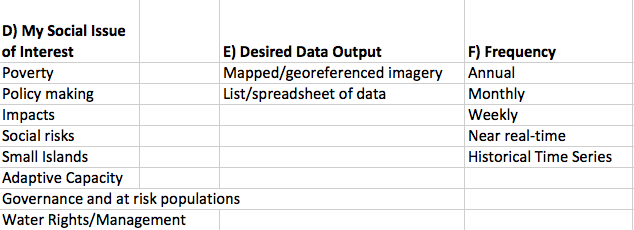 D) My Social Issue
of Interest E) Desired Data Output F) Frequency
Poverty Mapped/georeferenced imagery Annual
Policy making List/spreadsheet of data Monthly
Impacts Weekly
Social risks Near real-time
Small Islands Historical Time Series
Adaptive Capacity
Governance and at risk populations
Water Rights/Management